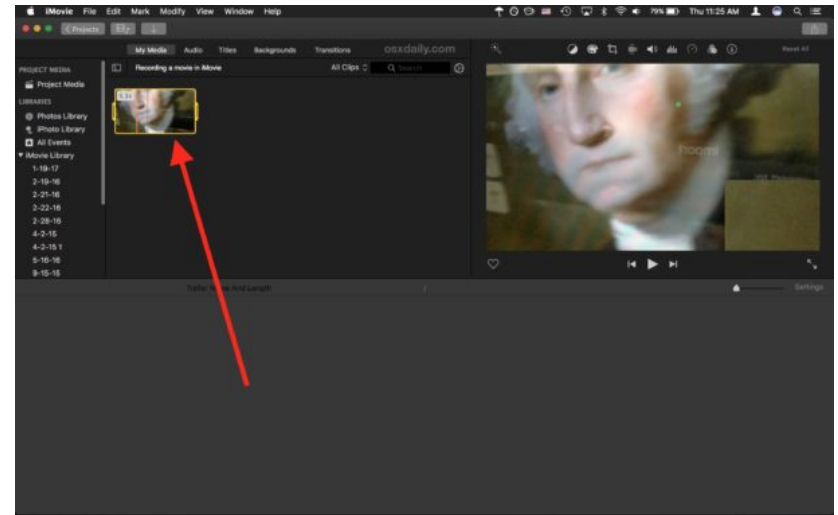 iMovie File Edit Mark Modify View Window Help 79% Thu 11:25 AM
Projects
My Media Audio Titles Backgrounds Transitions osxdaily.com Reset All
PROJECT MEDIA Recording a movie in iMovie All Clips Search
Project Media
LIBRARIES
Photos Library
iPhoto Library
All Events
iMovie Library
1-19-17
2-19-16
2-21-16
2-22-16
2-28-16
4-2-15
4-2-15 1
5-16-16
9-15-15
Trailer And Length / Settings